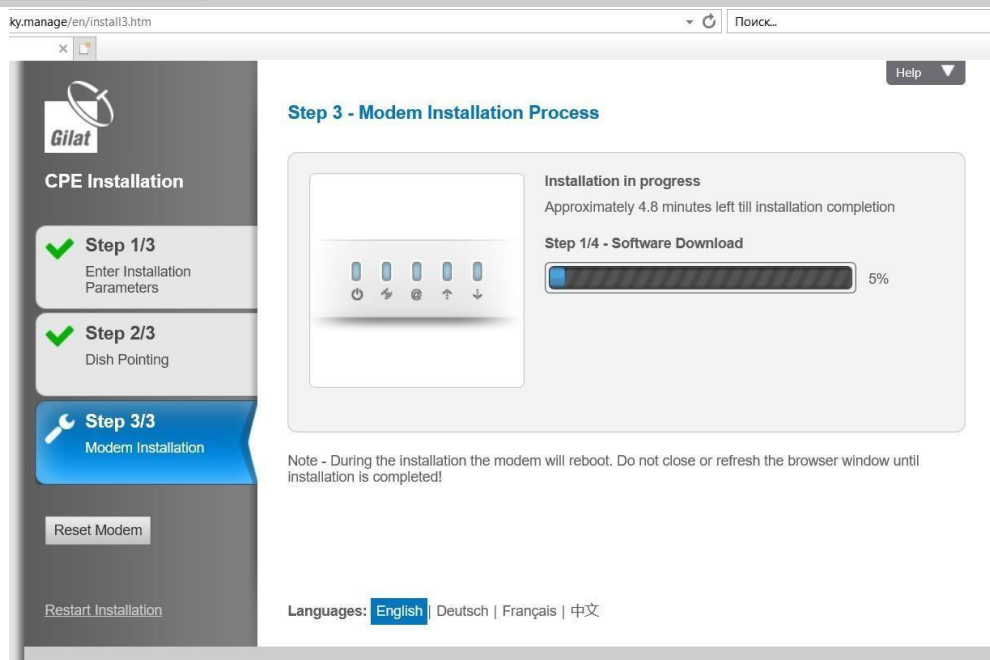 ky.manage/en/install3.htm
Поиск...
Help
Gilat
CPE Installation
Step 1/3
Enter Installation
Parameters
Step 2/3
Dish Pointing
Step 3/3
Modem Installation
Reset Modem
Restart Installation
Step 3 - Modem Installation Process
Installation in progress
Approximately 4.8 minutes left till installation completion
Step 1/4 - Software Download
5%
@
Note - During the installation the modem will reboot. Do not close or refresh the browser window until
installation is completed!
Languages: English | Deutsch | Français | 中文